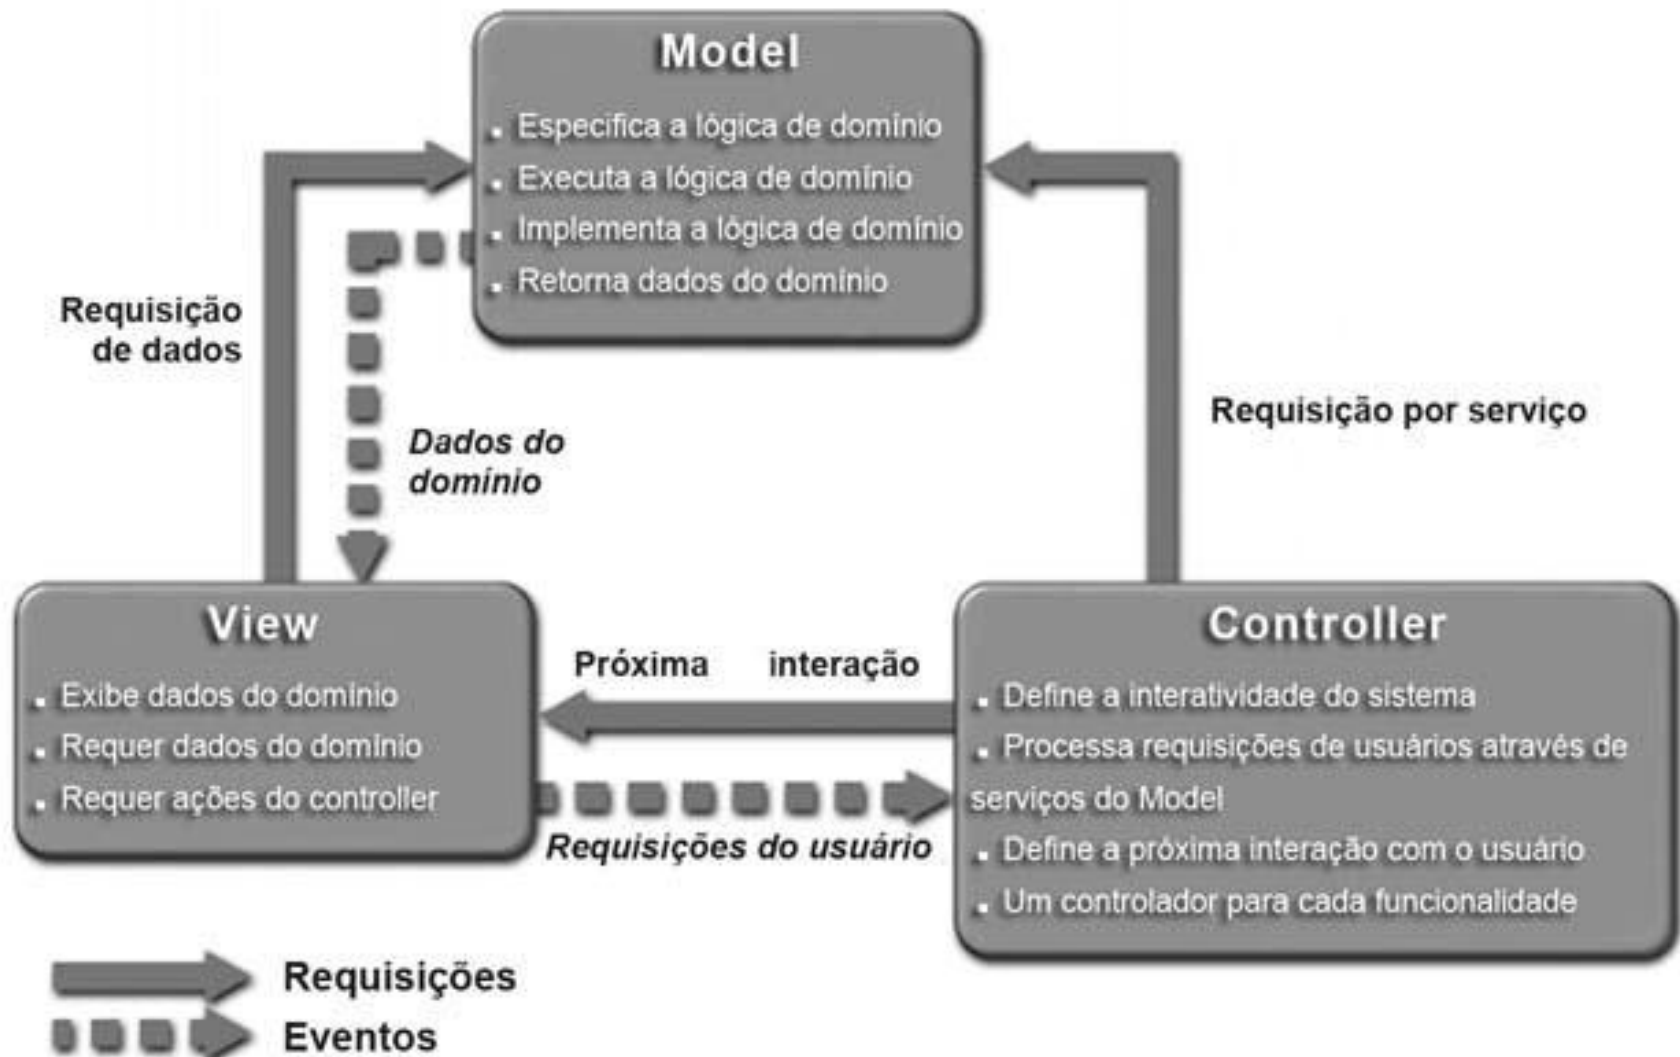 Model
. Especifica a lógica de domínio
. Executa a lógica de domínio
. Implementa a lógica de domínio
. Retorna dados do domínio
Requisição
de dados
Dados do
domínio
Requisição por serviço
View
. Exibe dados do domínio
. Requer dados do domínio
. Requer ações do controller
Próxima interação
Requisições do usuário
Controller
. Define a interatividade do sistema
. Processa requisições de usuários através de
serviços do Model
. Define a próxima interação com o usuário
. Um controlador para cada funcionalidade
Requisições
Eventos